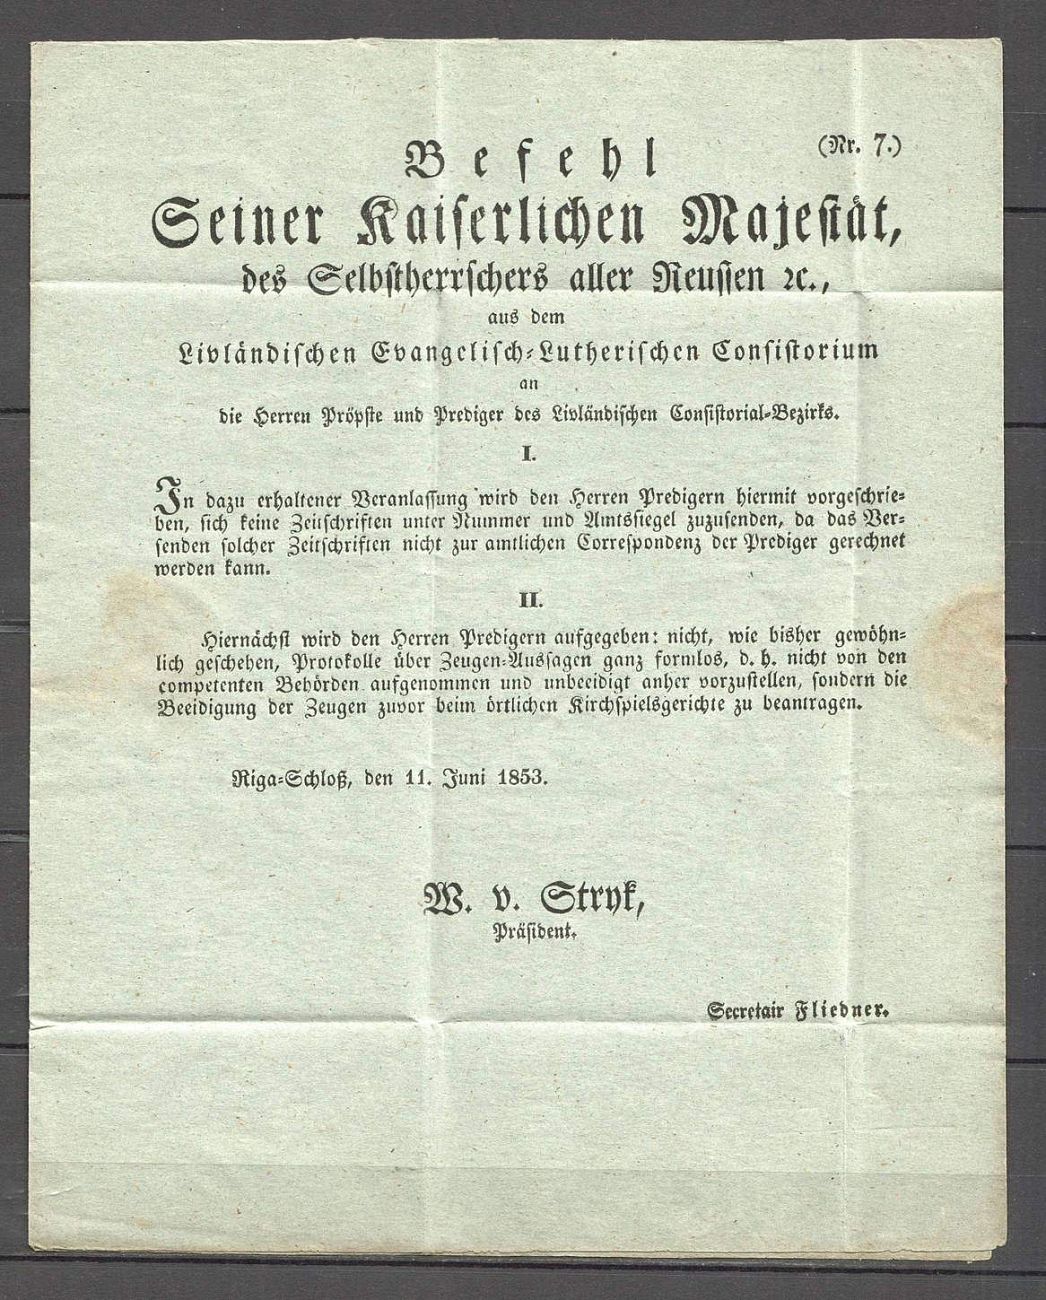 (Nr. 7.)
Befehl
Seiner Kaiserlichen Majestät,
des Selbstherrschers aller Reussen ꝛc.,
aus dem
Livländischen Evangelisch-Lutherischen Consistorium
an
die Herren Pröpste und Prediger des Livländischen Consistorial-Bezirks.
I.
In dazu erhaltener Veranlassung wird den Herren Predigern hiermit vorgeschrie-
ben, sich keine Zeitschriften unter Nummer und Amtssiegel zuzusenden, da das Ver-
senden solcher Zeitschriften nicht zur amtlichen Correspondenz der Prediger gerechnet
werden kann.
II.
Hiernächst wird den Herren Predigern aufgegeben: nicht, wie bisher gewöhn-
lich geschehen, Protokolle über Zeugen-Aussagen ganz formlos, d. h. nicht von den
competenten Behörden aufgenommen und unbeeidigt anher vorzustellen, sondern die
Beeidigung der Zeugen zuvor beim örtlichen Kirchspielsgerichte zu beantragen.
Riga-Schloß, den 11. Juni 1853.
W. v. Stryk,
Präsident.
Secretair Fliedner.